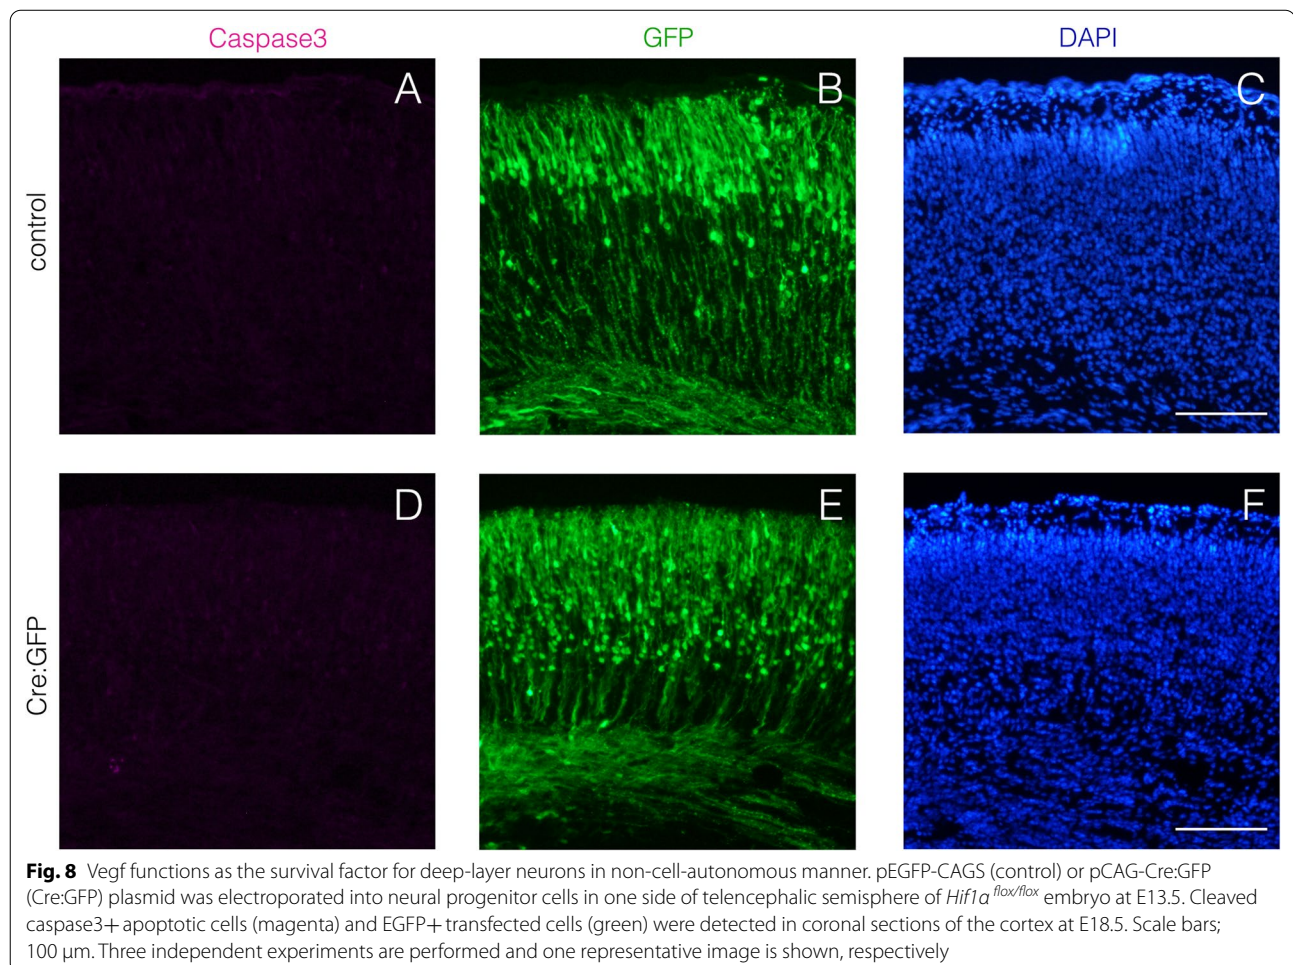 Caspase3
GFP
DAPI
control
A
B
C
Cre:GFP
D
E
F
Fig. 8 Vegf functions as the survival factor for deep-layer neurons in non-cell-autonomous manner. pEGFP-CAGS (control) or pCAG-Cre:GFP
(Cre:GFP) plasmid was electroporated into neural progenitor cells in one side of telencephalic semisphere of Hif1α flox/flox embryo at E13.5. Cleaved
caspase3+ apoptotic cells (magenta) and EGFP+ transfected cells (green) were detected in coronal sections of the cortex at E18.5. Scale bars;
100 μm. Three independent experiments are performed and one representative image is shown, respectively